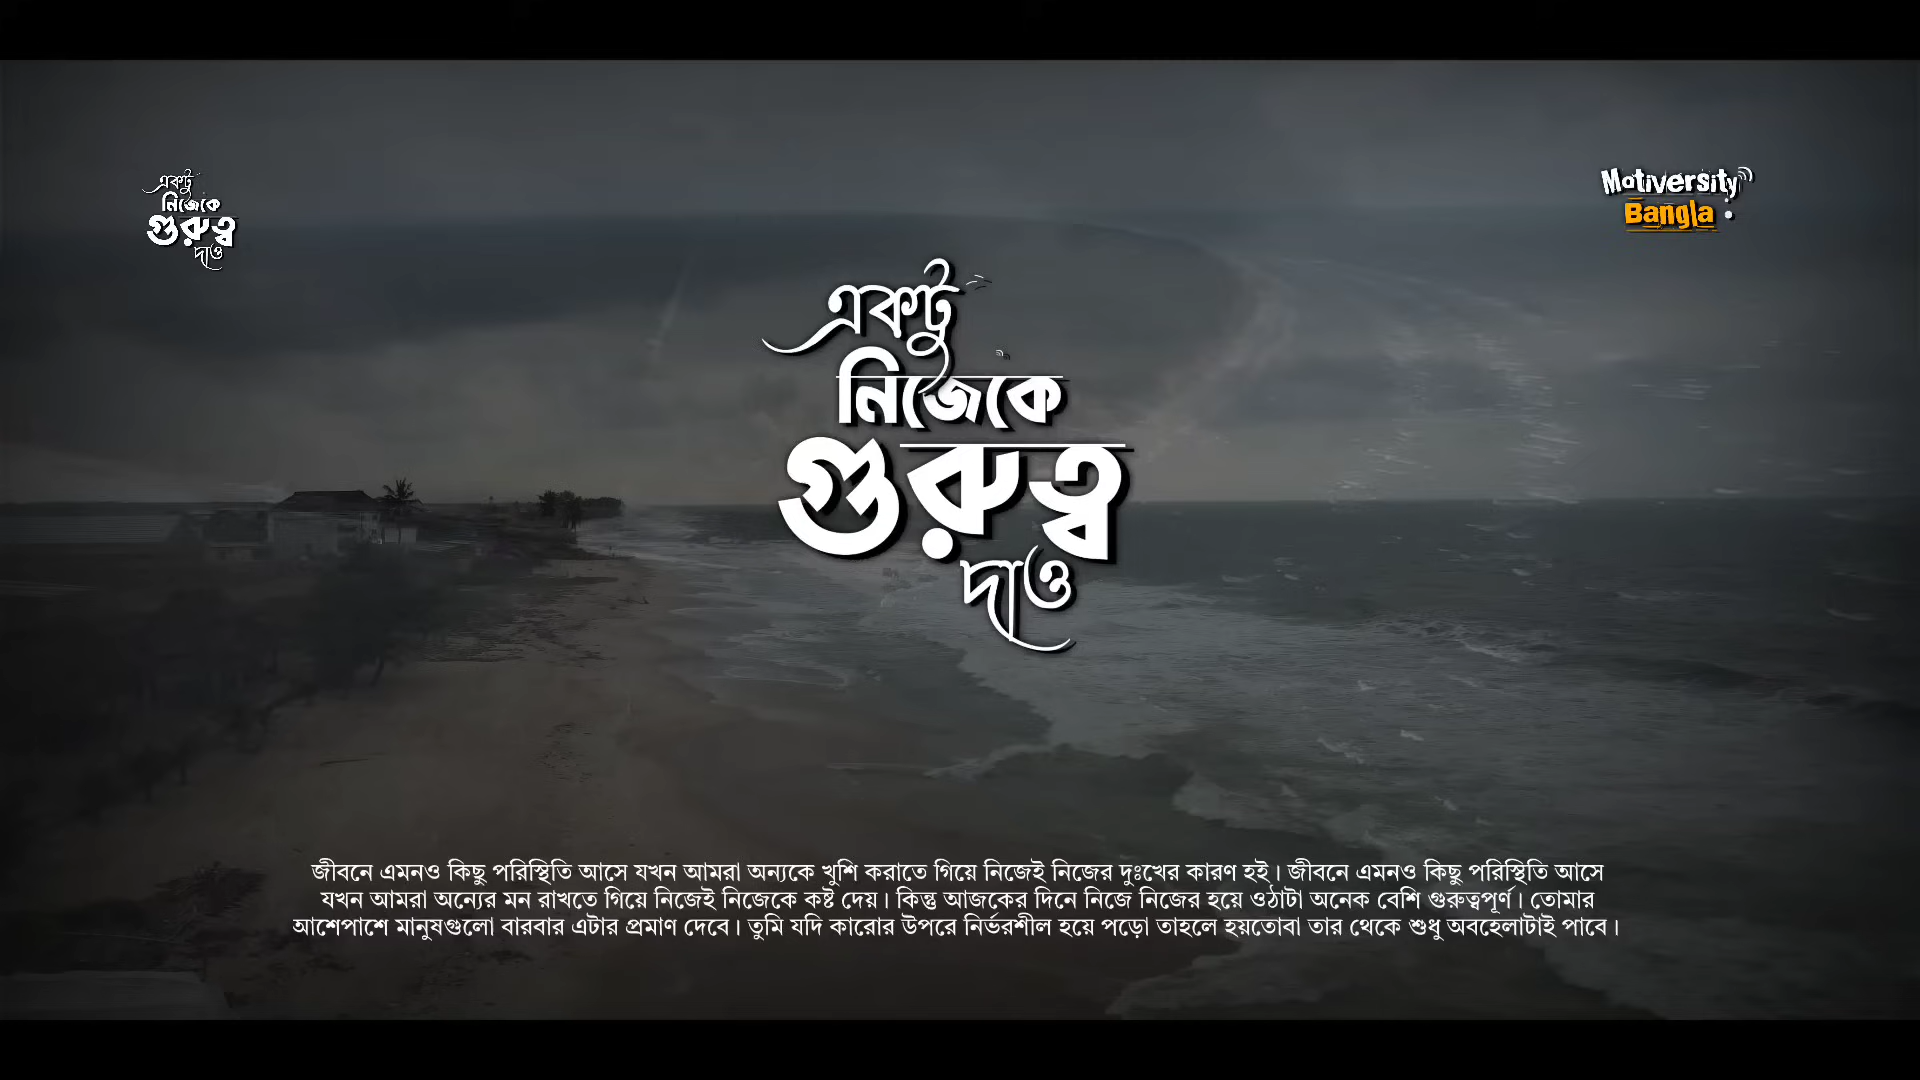 একটু
নিজেকে
গুরুত্ব
দাও
Motiversity
Bangla
একটু
নিজেকে
গুরুত্ব
দাও
জীবনে এমনও কিছু পরিস্থিতি আসে যখন আমরা অন্যকে খুশি করাতে গিয়ে নিজেই নিজের দুঃখের কারণ হই। জীবনে এমনও কিছু পরিস্থিতি আসে
যখন আমরা অন্যের মন রাখতে গিয়ে নিজেই নিজেকে কষ্ট দেয়। কিন্তু আজকের দিনে নিজে নিজের হয়ে ওঠাটা অনেক বেশি গুরুত্বপূর্ণ। তোমার
আশেপাশে মানুষগুলো বারবার এটার প্রমাণ দেবে। তুমি যদি কারোর উপরে নির্ভরশীল হয়ে পড়ো তাহলে হয়তোবা তার থেকে শুধু অবহেলাটাই পাবে।